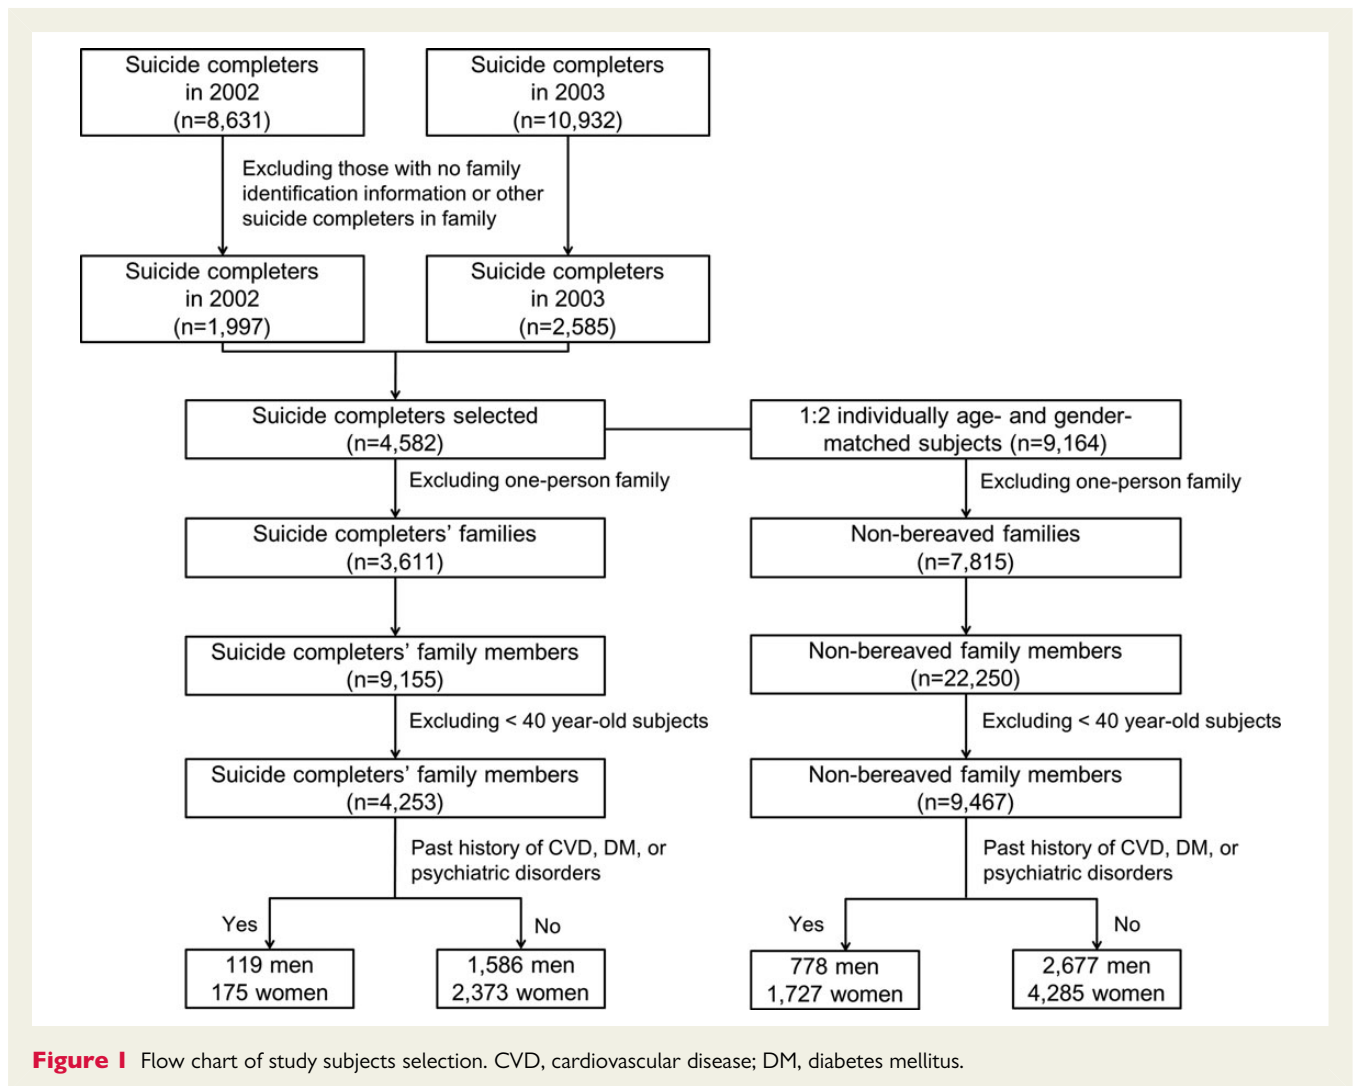 Suicide completers
in 2002
(n=8,631)
Suicide completers
in 2003
(n=10,932)
Excluding those with no family
identification information or other
suicide completers in family
Suicide completers
in 2002
(n=1,997)
Suicide completers
in 2003
(n=2,585)
Suicide completers selected
(n=4,582)
1:2 individually age- and gender-
matched subjects (n=9,164)
Excluding one-person family
Excluding one-person family
Suicide completers’ families
(n=3,611)
Non-bereaved families
(n=7,815)
Suicide completers’ family members
(n=9,155)
Non-bereaved family members
(n=22,250)
Excluding < 40 year-old subjects
Excluding < 40 year-old subjects
Suicide completers’ family members
(n=4,253)
Non-bereaved family members
(n=9,467)
Past history of CVD, DM, or
psychiatric disorders
Past history of CVD, DM, or
psychiatric disorders
Yes
No
Yes
No
119 men
175 women
1,586 men
2,373 women
778 men
1,727 women
2,677 men
4,285 women
Figure 1 Flow chart of study subjects selection. CVD, cardiovascular disease; DM, diabetes mellitus.